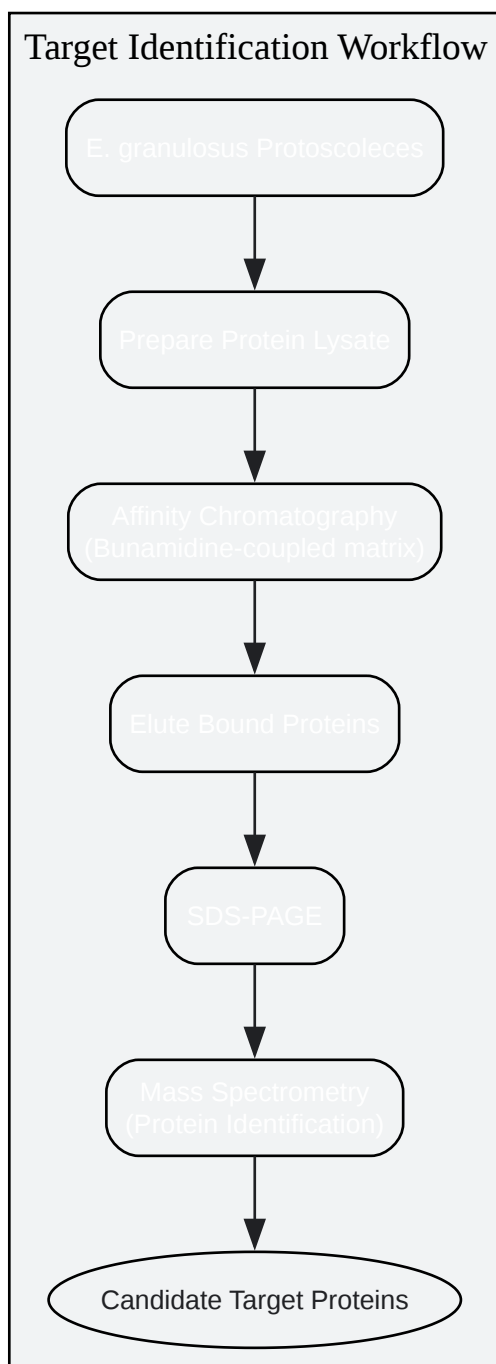 Target Identification Workflow
E. granulosus Protoscoleces
Prepare Protein Lysate
Affinity Chromatography
(Bunamidine-coupled matrix)
Elute Bound Proteins
SDS-PAGE
Mass Spectrometry
(Protein Identification)
Candidate Target Proteins